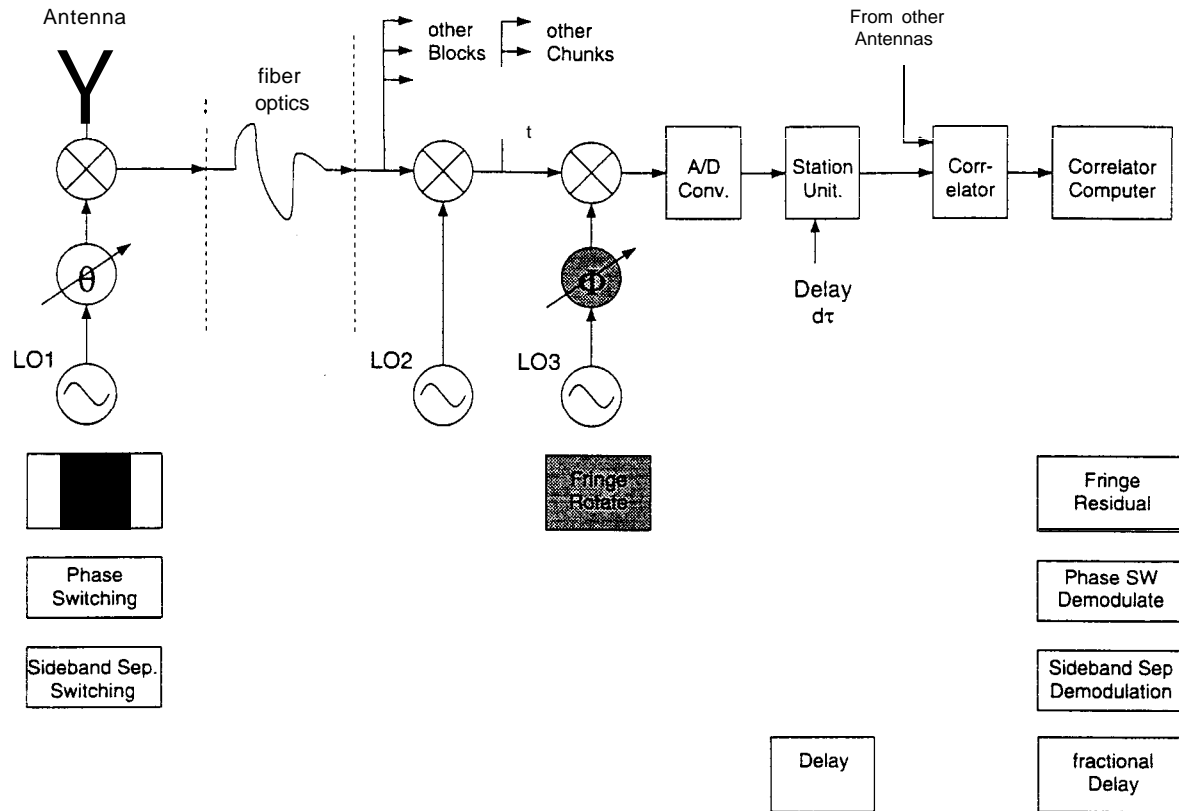 Antenna
From other
Antennas
other
Blocks
other
Chunks
fiber
optics
t
A/D
Conv.
Station
Unit.
Corr-
elator
Correlator
Computer
θ
Φ
Delay
dτ
LO1
LO2
LO3
Fringe
Rotate
Fringe
Residual
Phase
Switching
Phase SW
Demodulate
Sideband Sep.
Switching
Sideband Sep
Demodulation
Delay
fractional
Delay